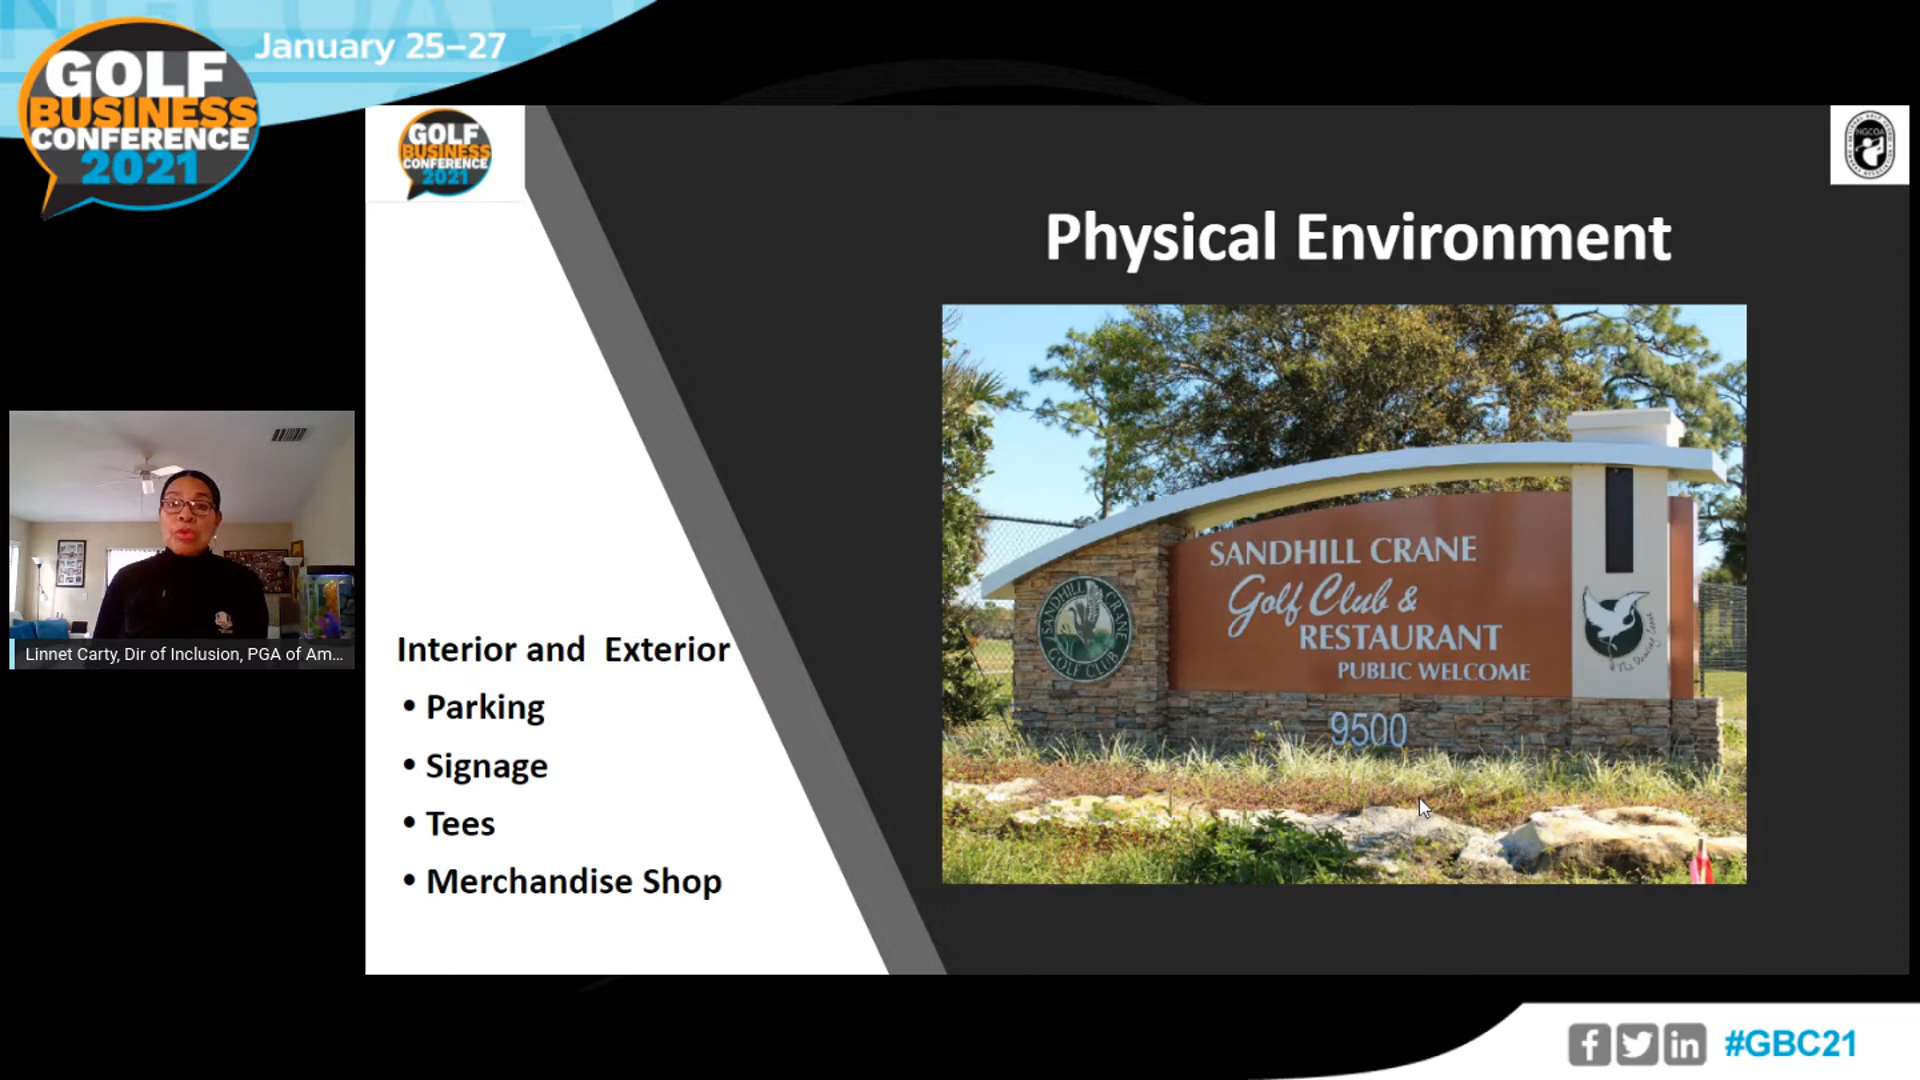 January 25–27
GOLF
BUSINESS
CONFERENCE
2021
GOLF
BUSINESS
CONFERENCE
2021
NGCOA
Physical Environment
SANDHILL CRANE
Golf Club &
RESTAURANT
PUBLIC WELCOME
9500
SANDHILL CRANE
GOLF CLUB
Linnet Carty, Dir of Inclusion, PGA of Am...
Interior and  Exterior
• Parking
• Signage
• Tees
• Merchandise Shop
#GBC21